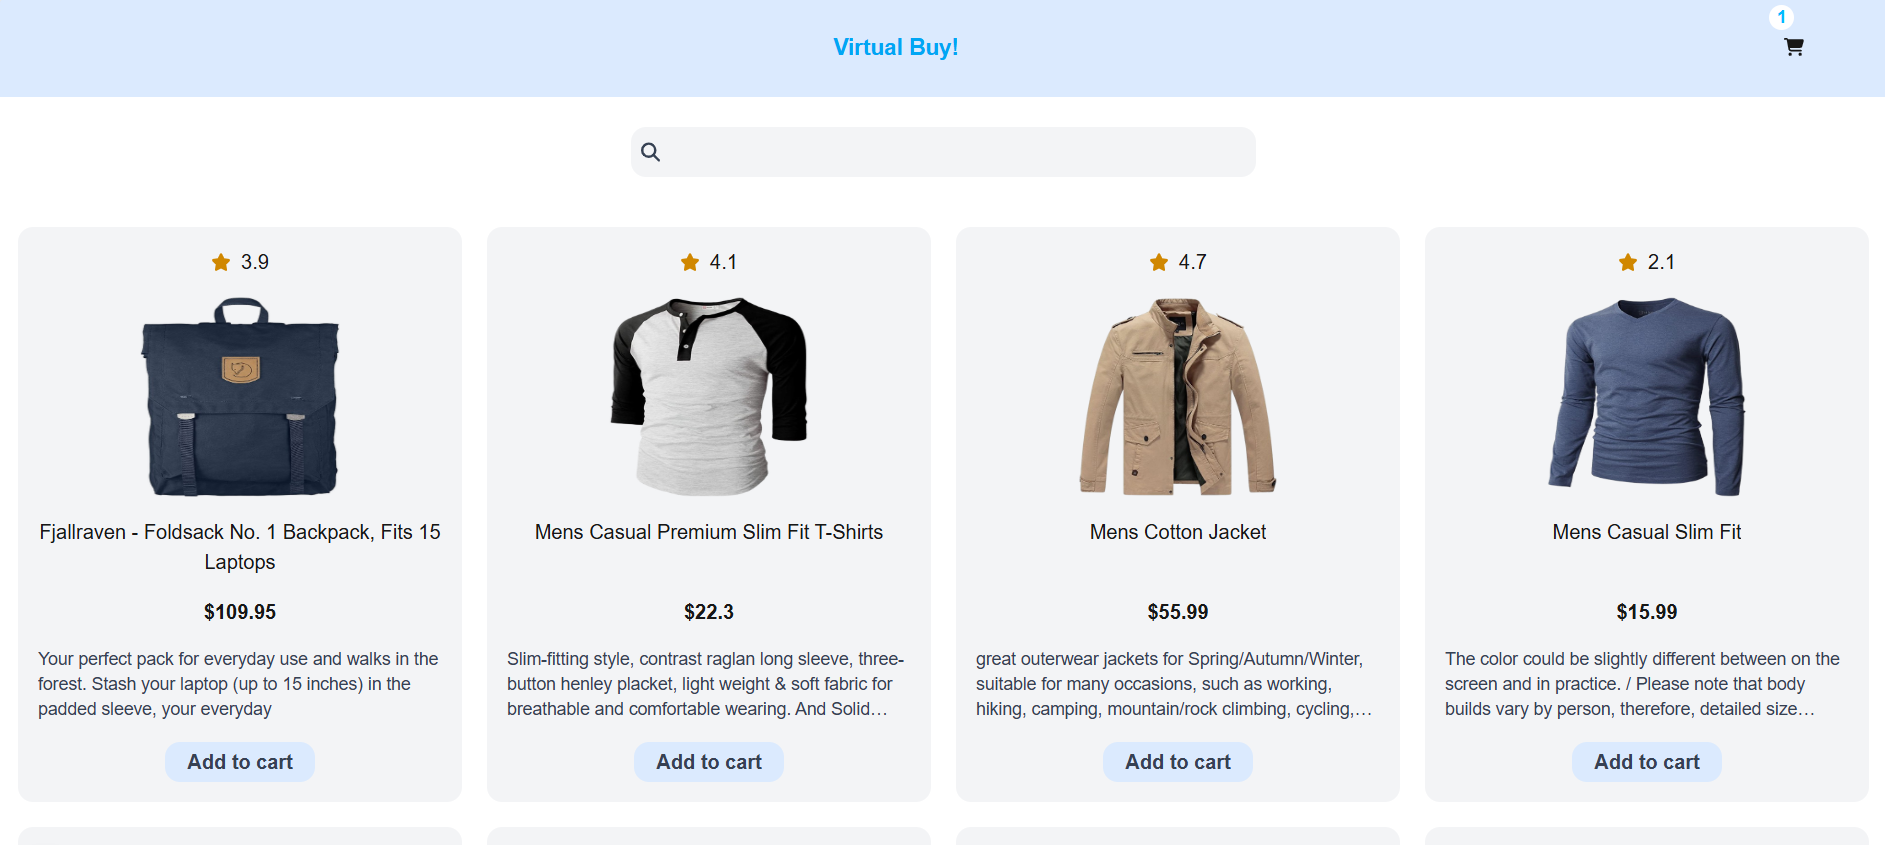 1
Virtual Buy!
3.9
4.1
4.7
2.1
Fjallraven - Foldsack No. 1 Backpack, Fits 15
Laptops
Mens Casual Premium Slim Fit T-Shirts
Mens Cotton Jacket
Mens Casual Slim Fit
$109.95
$22.3
$55.99
$15.99
Your perfect pack for everyday use and walks in the
forest. Stash your laptop (up to 15 inches) in the
padded sleeve, your everyday
Slim-fitting style, contrast raglan long sleeve, three-
button henley placket, light weight & soft fabric for
breathable and comfortable wearing. And Solid…
great outerwear jackets for Spring/Autumn/Winter,
suitable for many occasions, such as working,
hiking, camping, mountain/rock climbing, cycling,…
The color could be slightly different between on the
screen and in practice. / Please note that body
builds vary by person, therefore, detailed size…
Add to cart
Add to cart
Add to cart
Add to cart